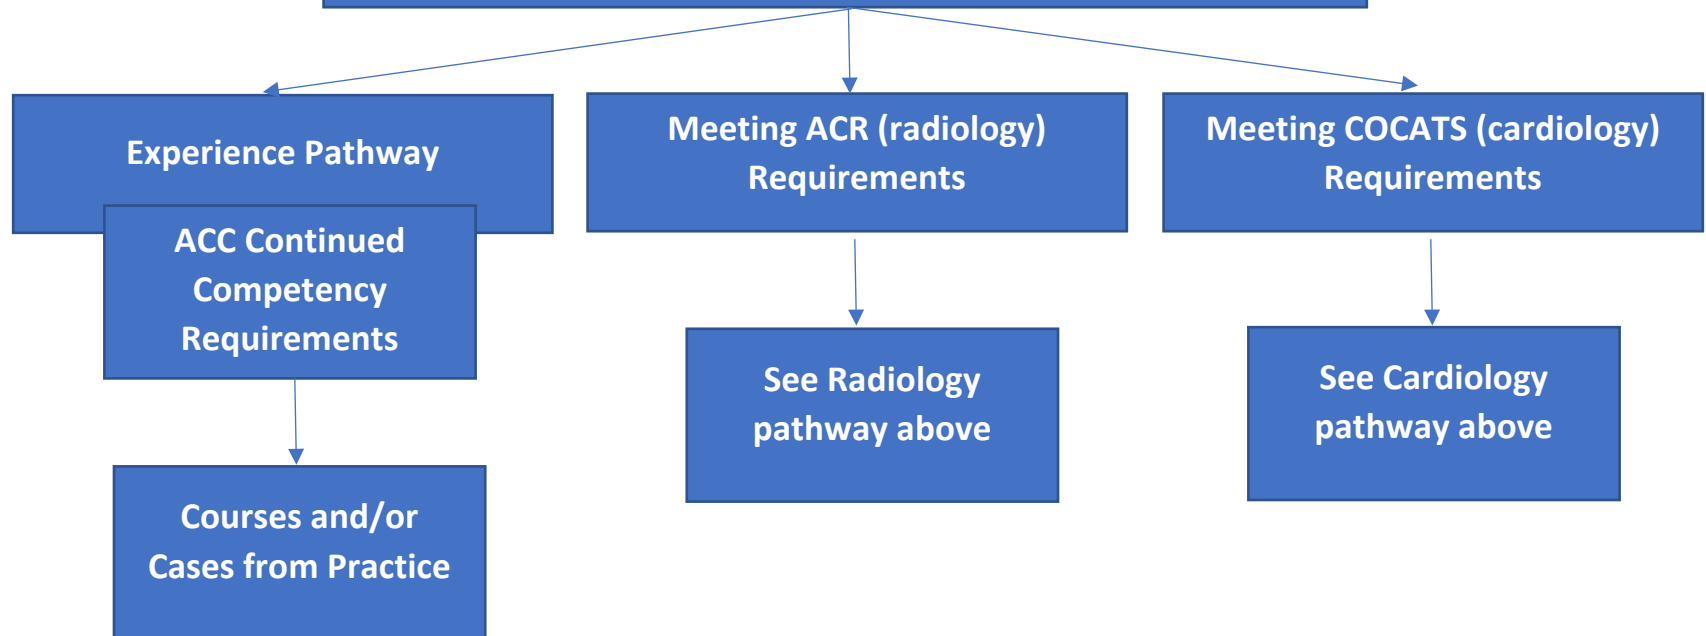 Experience Pathway
Meeting ACR (radiology)
Requirements
Meeting COCATS (cardiology)
Requirements
ACC Continued
Competency
Requirements
See Radiology
pathway above
See Cardiology
pathway above
Courses and/or
Cases from Practice